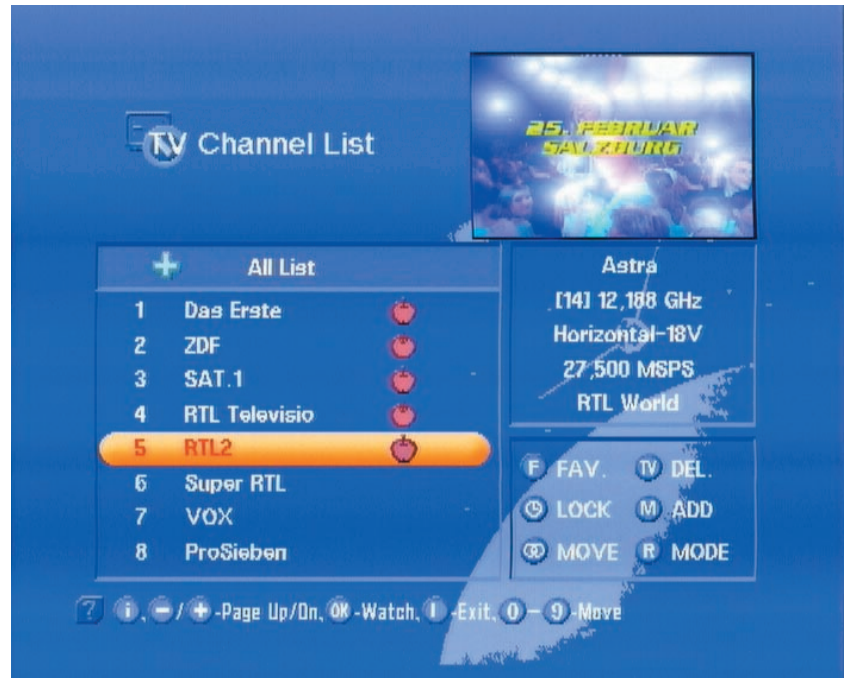 TV Channel List
25. FEBRUAR
SALZBURG
+ All List
1 Das Erste
2 ZDF
3 SAT.1
4 RTL Televisio
5 RTL2
6 Super RTL
7 VOX
8 ProSieben
Astra
[14] 12,188 GHz
Horizontal-18V
27,500 MSPS
RTL World
F FAV. TV DEL.
LOCK M ADD
MOVE R MODE
? i, -/+ -Page Up/Dn, OK -Watch, I -Exit, 0 - 9 -Move